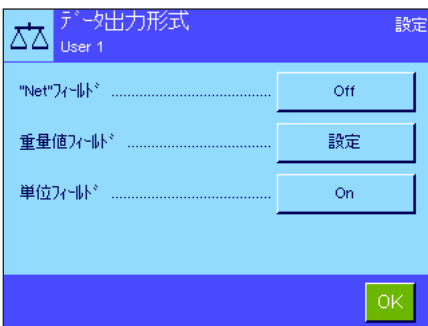 データ出力形式 設定
User 1
"Net"フィールド ........................................ Off
重量値フィールド ................................... 設定
単位フィールド ........................................ On
OK